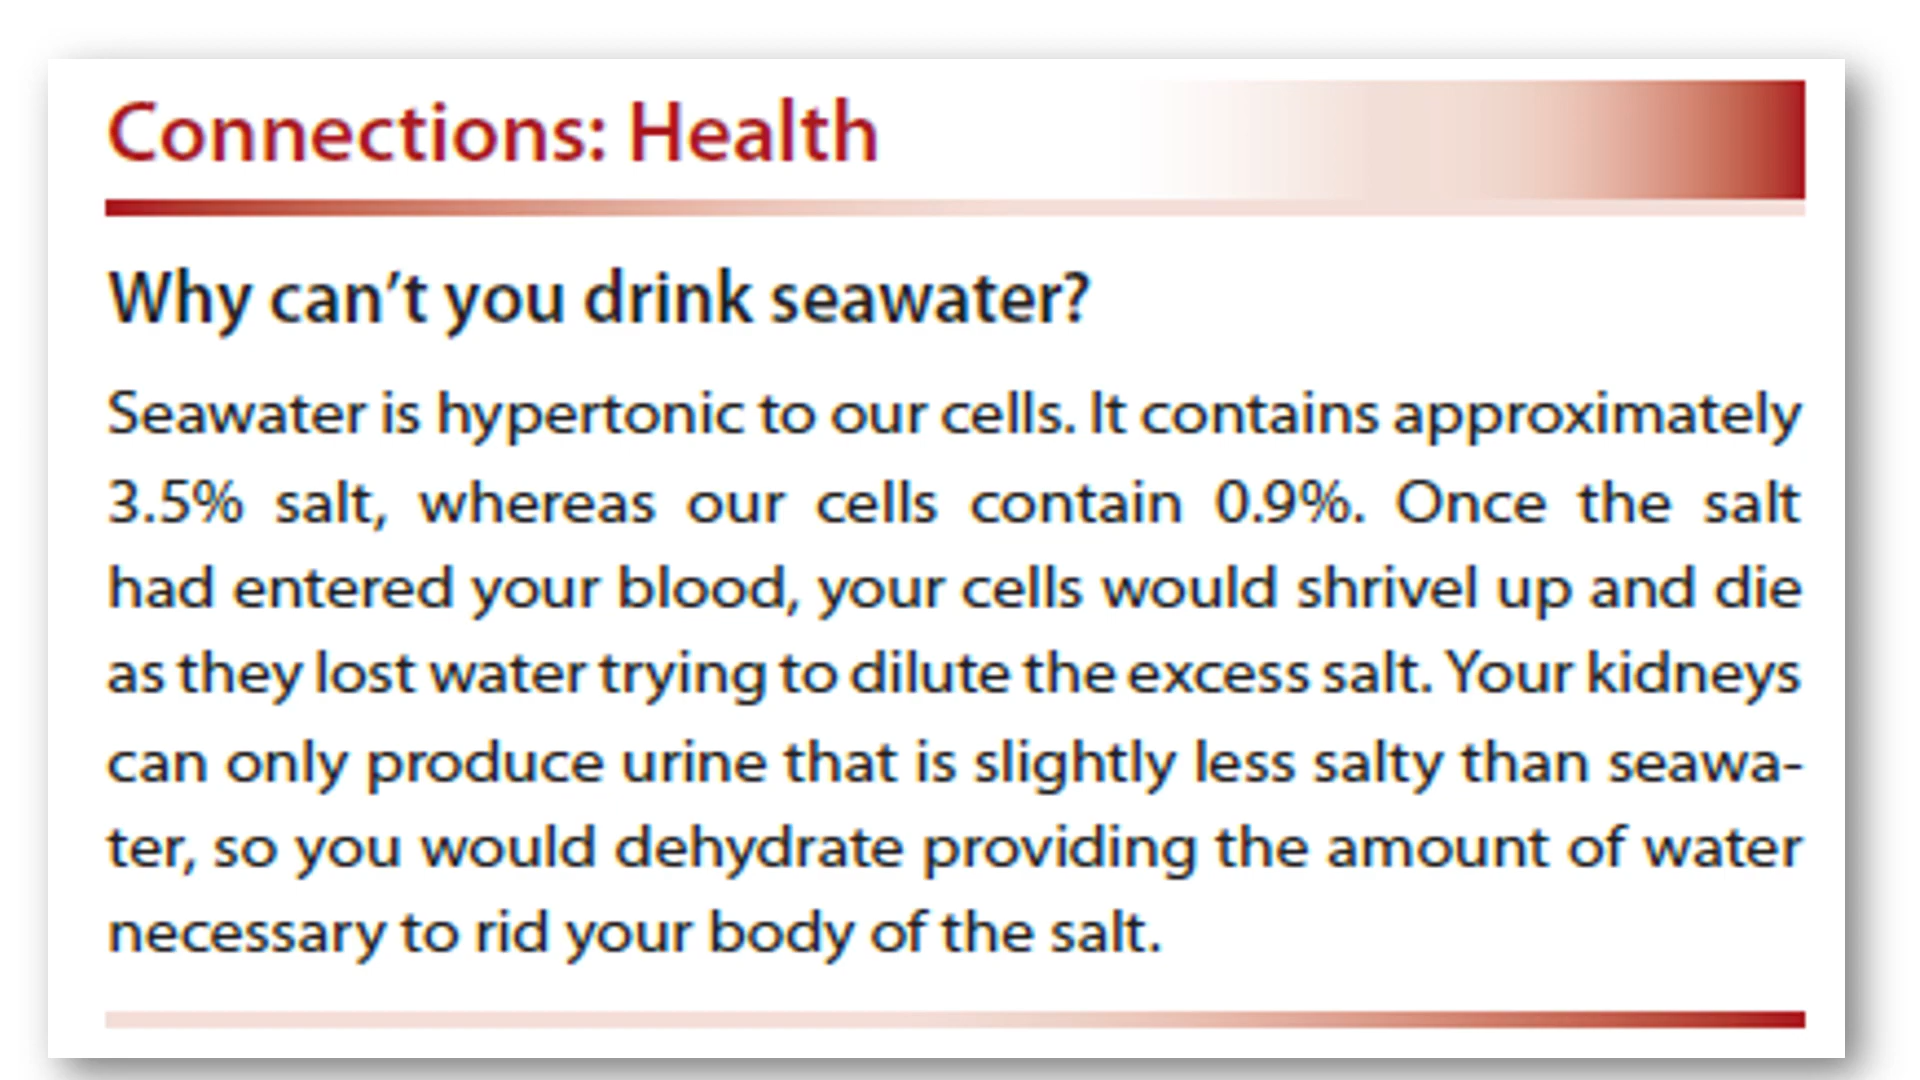 Connections: Health
Why can’t you drink seawater?
Seawater is hypertonic to our cells. It contains approximately
3.5% salt, whereas our cells contain 0.9%. Once the salt
had entered your blood, your cells would shrivel up and die
as they lost water trying to dilute the excess salt. Your kidneys
can only produce urine that is slightly less salty than seawa-
ter, so you would dehydrate providing the amount of water
necessary to rid your body of the salt.